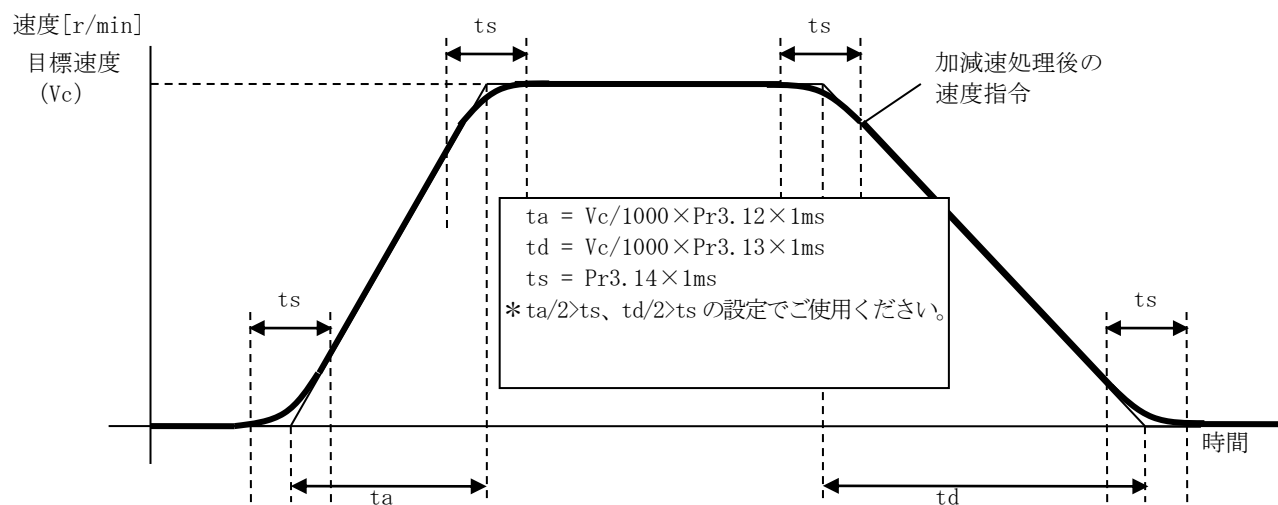 速度[r/min]
目標速度
(Vc)
ts
ts
加減速処理後の
速度指令
ta = Vc/1000×Pr3.12×1ms
td = Vc/1000×Pr3.13×1ms
ts = Pr3.14×1ms
＊ta/2>ts、td/2>ts の設定でご使用ください。
ts
ts
時間
ta
td